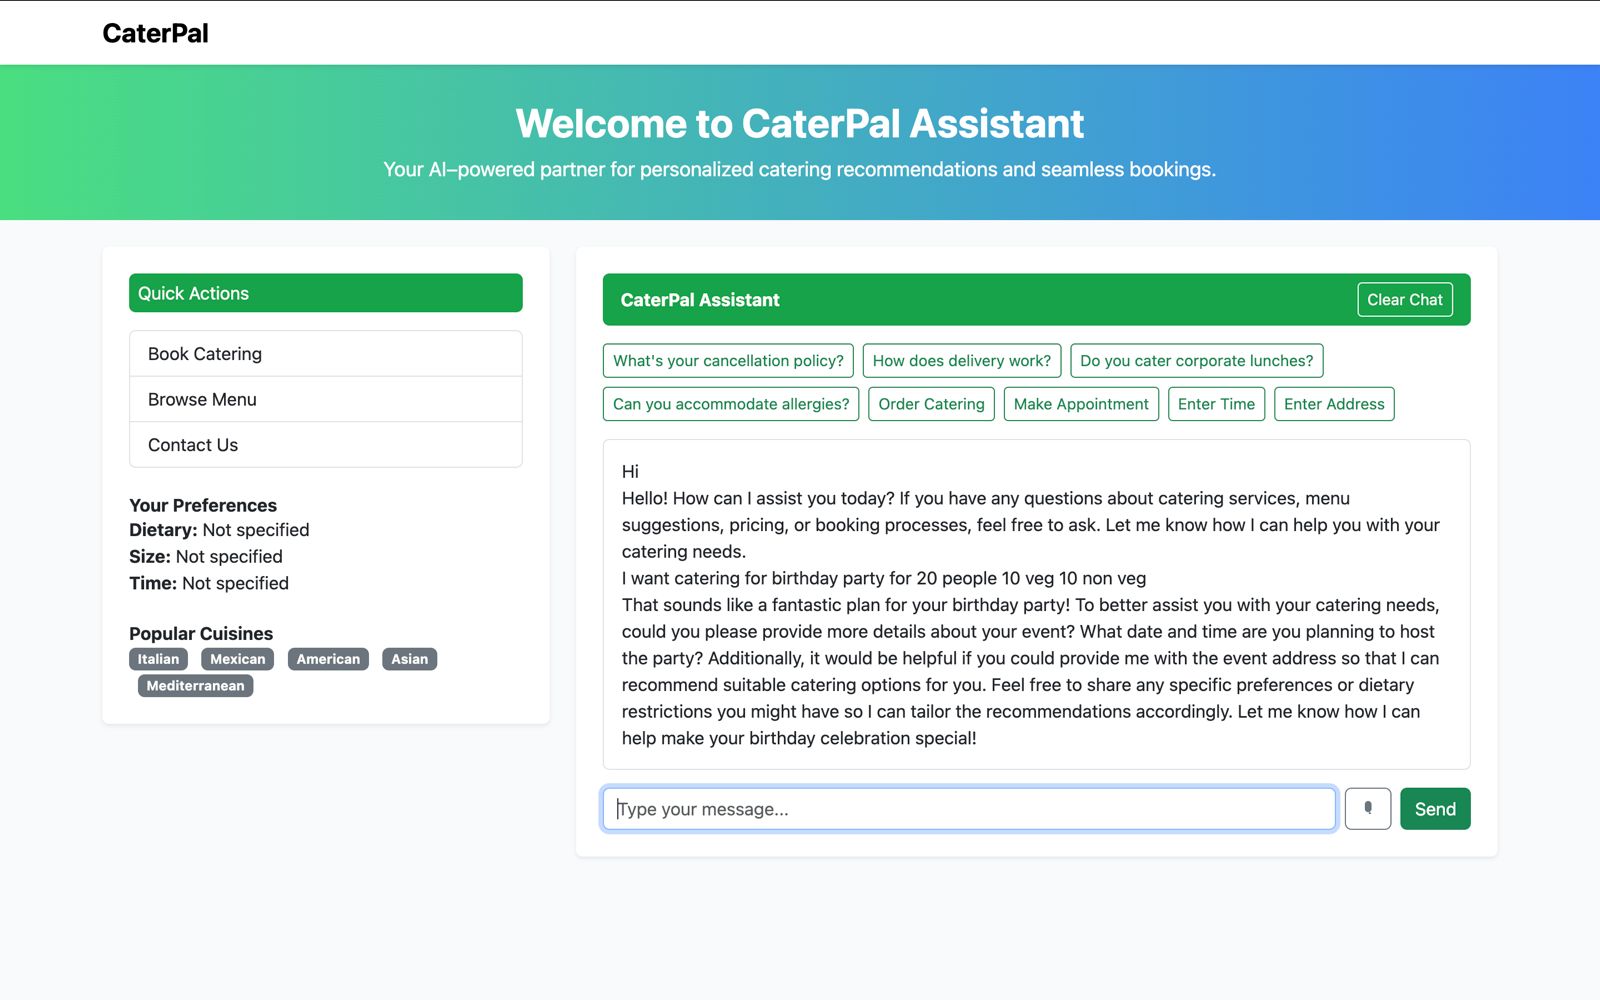 CaterPal
Welcome to CaterPal Assistant
Your AI–powered partner for personalized catering recommendations and seamless bookings.
Quick Actions
Book Catering
Browse Menu
Contact Us
Your Preferences
Dietary: Not specified
Size: Not specified
Time: Not specified
Popular Cuisines
Italian Mexican American Asian
Mediterranean
CaterPal Assistant Clear Chat
What's your cancellation policy? How does delivery work? Do you cater corporate lunches?
Can you accommodate allergies? Order Catering Make Appointment Enter Time Enter Address
Hi
Hello! How can I assist you today? If you have any questions about catering services, menu
suggestions, pricing, or booking processes, feel free to ask. Let me know how I can help you with your
catering needs.
I want catering for birthday party for 20 people 10 veg 10 non veg
That sounds like a fantastic plan for your birthday party! To better assist you with your catering needs,
could you please provide more details about your event? What date and time are you planning to host
the party? Additionally, it would be helpful if you could provide me with the event address so that I can
recommend suitable catering options for you. Feel free to share any specific preferences or dietary
restrictions you might have so I can tailor the recommendations accordingly. Let me know how I can
help make your birthday celebration special!
Type your message... Send